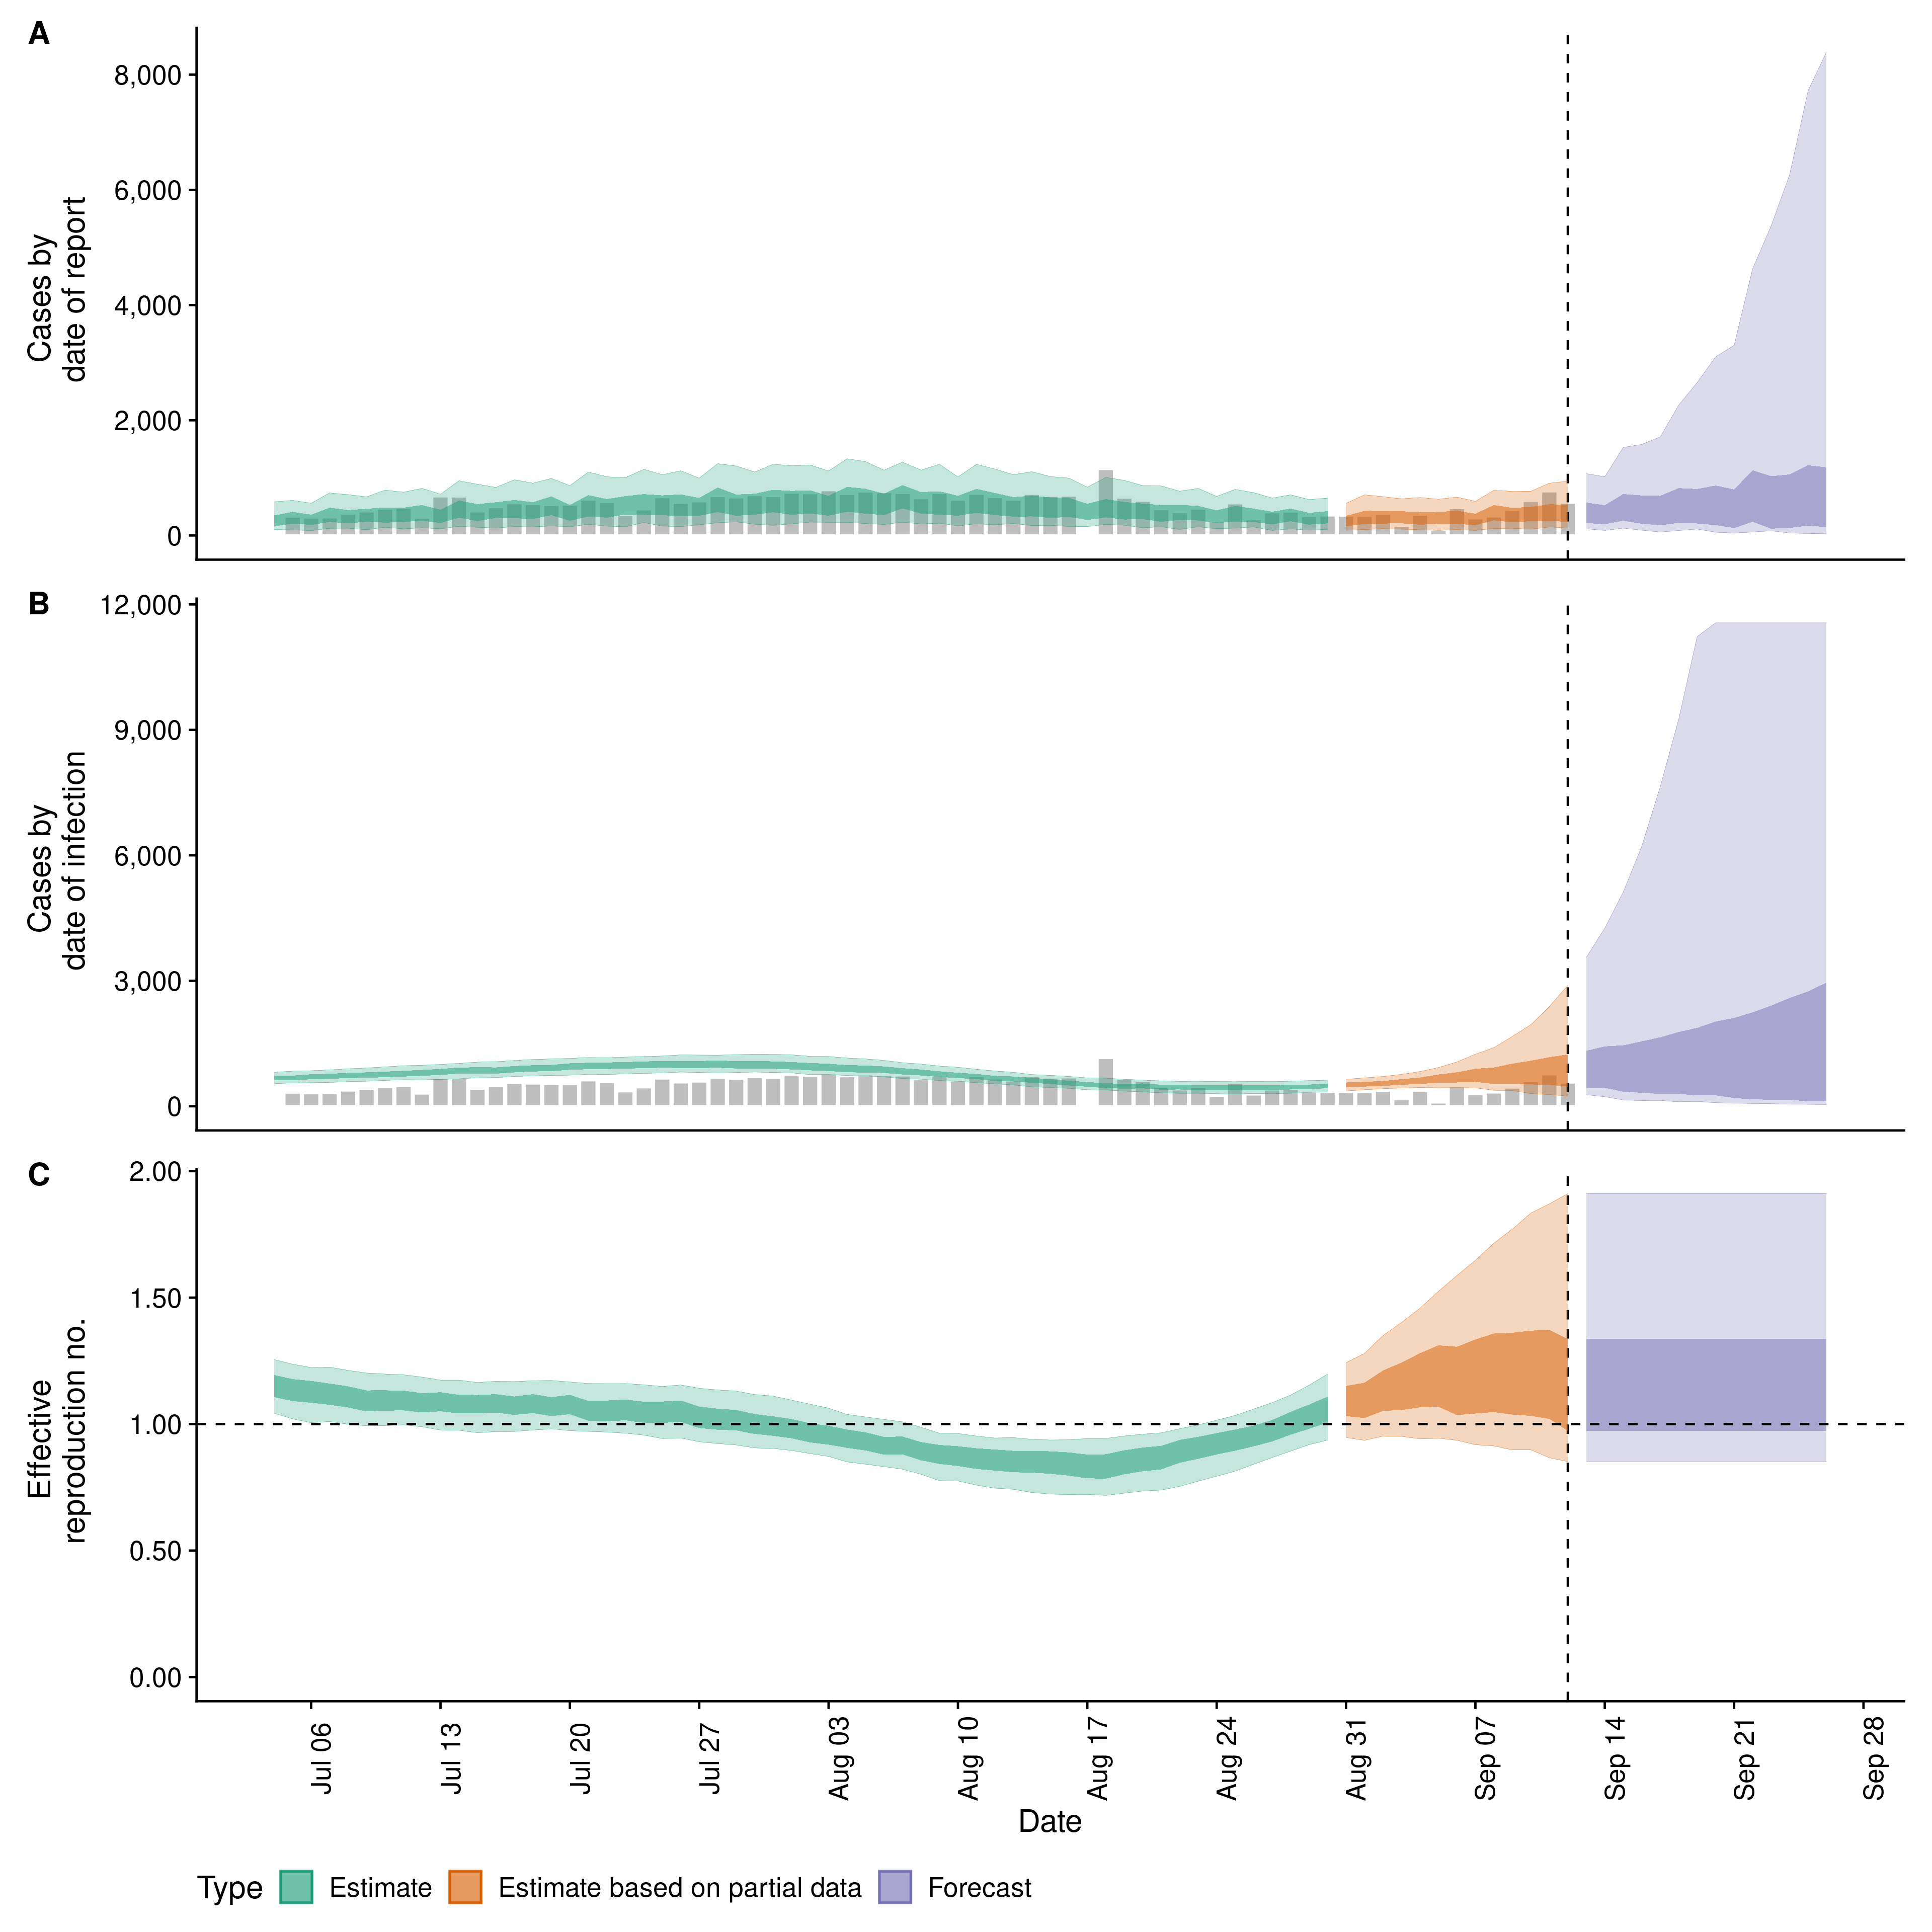 A
8,000
6,000
4,000
2,000
0
Cases by
date of report
B
12,000
9,000
6,000
3,000
0
Cases by
date of infection
C
2.00
1.50
1.00
0.50
0.00
Effective
reproduction no.
Jul 06
Jul 13
Jul 20
Jul 27
Aug 03
Aug 10
Aug 17
Aug 24
Aug 31
Sep 07
Sep 14
Sep 21
Sep 28
Date
Type Estimate Estimate based on partial data Forecast